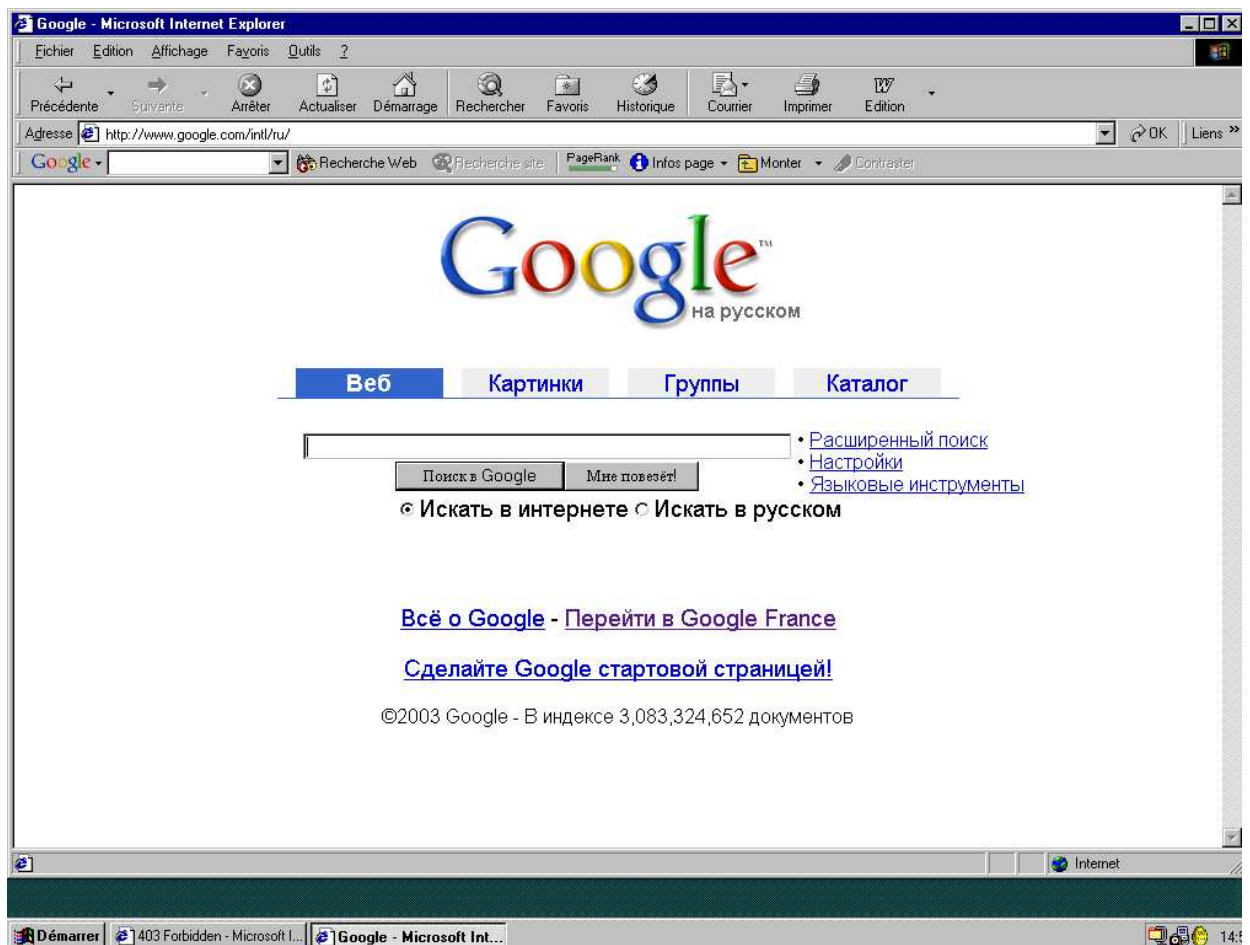 Google - Microsoft Internet Explorer
Fichier Edition Affichage Favoris Outils ?
Précédente Suivante Arrêter Actualiser Démarrage Rechercher Favoris Historique Courrier Imprimer Edition
Adresse http://www.google.com/intl/ru/ OK Liens »
Google Recherche Web Recherche site PageRank Infos page Monter Contraster
Google™
на русском
Веб Картинки Группы Каталог
• Расширенный поиск
Поиск в Google Мне повезёт! • Настройки
• Языковые инструменты
Искать в интернете Искать в русском
Всё о Google - Перейти в Google France
Сделайте Google стартовой страницей!
©2003 Google - В индексе 3,083,324,652 документов
Internet
Démarrer 403 Forbidden - Microsoft I... Google - Microsoft Int...